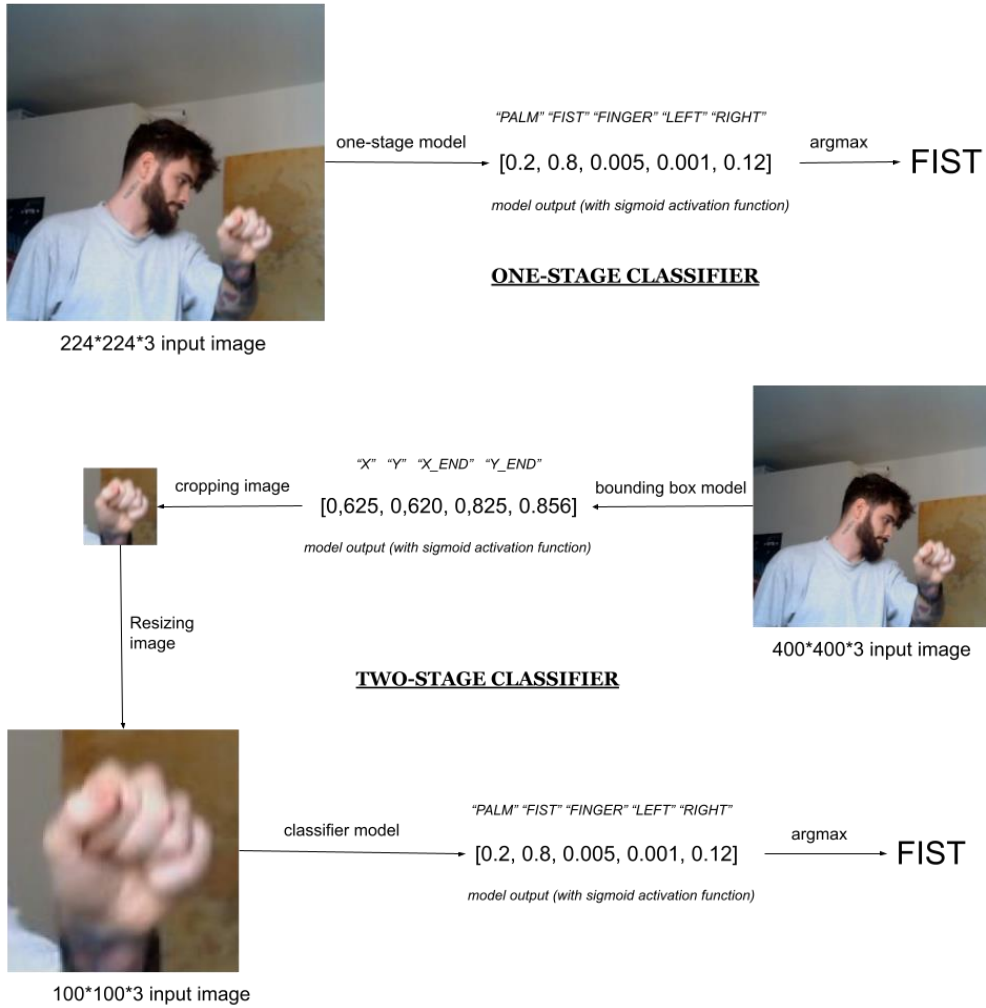 “PALM” “FIST” “FINGER” “LEFT” “RIGHT”
one-stage model
[0.2, 0.8, 0.005, 0.001, 0.12]
argmax
FIST
model output (with sigmoid activation function)
ONE-STAGE CLASSIFIER
224*224*3 input image
“X” “Y” “X_END” “Y_END”
cropping image
[0,625, 0,620, 0,825, 0.856]
bounding box model
model output (with sigmoid activation function)
Resizing
image
400*400*3 input image
TWO-STAGE CLASSIFIER
“PALM” “FIST” “FINGER” “LEFT” “RIGHT”
classifier model
[0.2, 0.8, 0.005, 0.001, 0.12]
argmax
FIST
model output (with sigmoid activation function)
100*100*3 input image